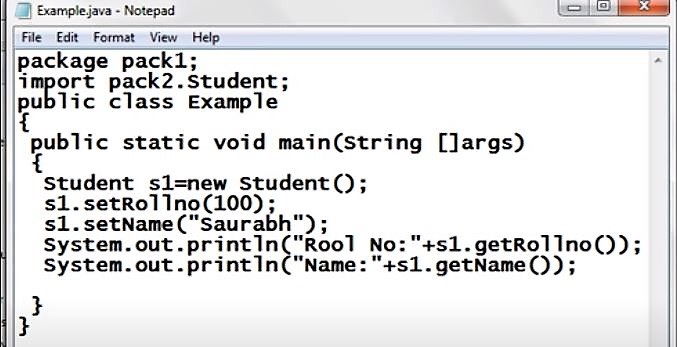 Example.java - Notepad
File Edit Format View Help
package pack1;
import pack2.Student;
public class Example
{
public static void main(String []args)
{
Student s1=new Student();
s1.setRollno(100);
s1.setName("Saurabh");
System.out.println("Rool No:"+s1.getRollno());
System.out.println("Name:"+s1.getName());
}
}